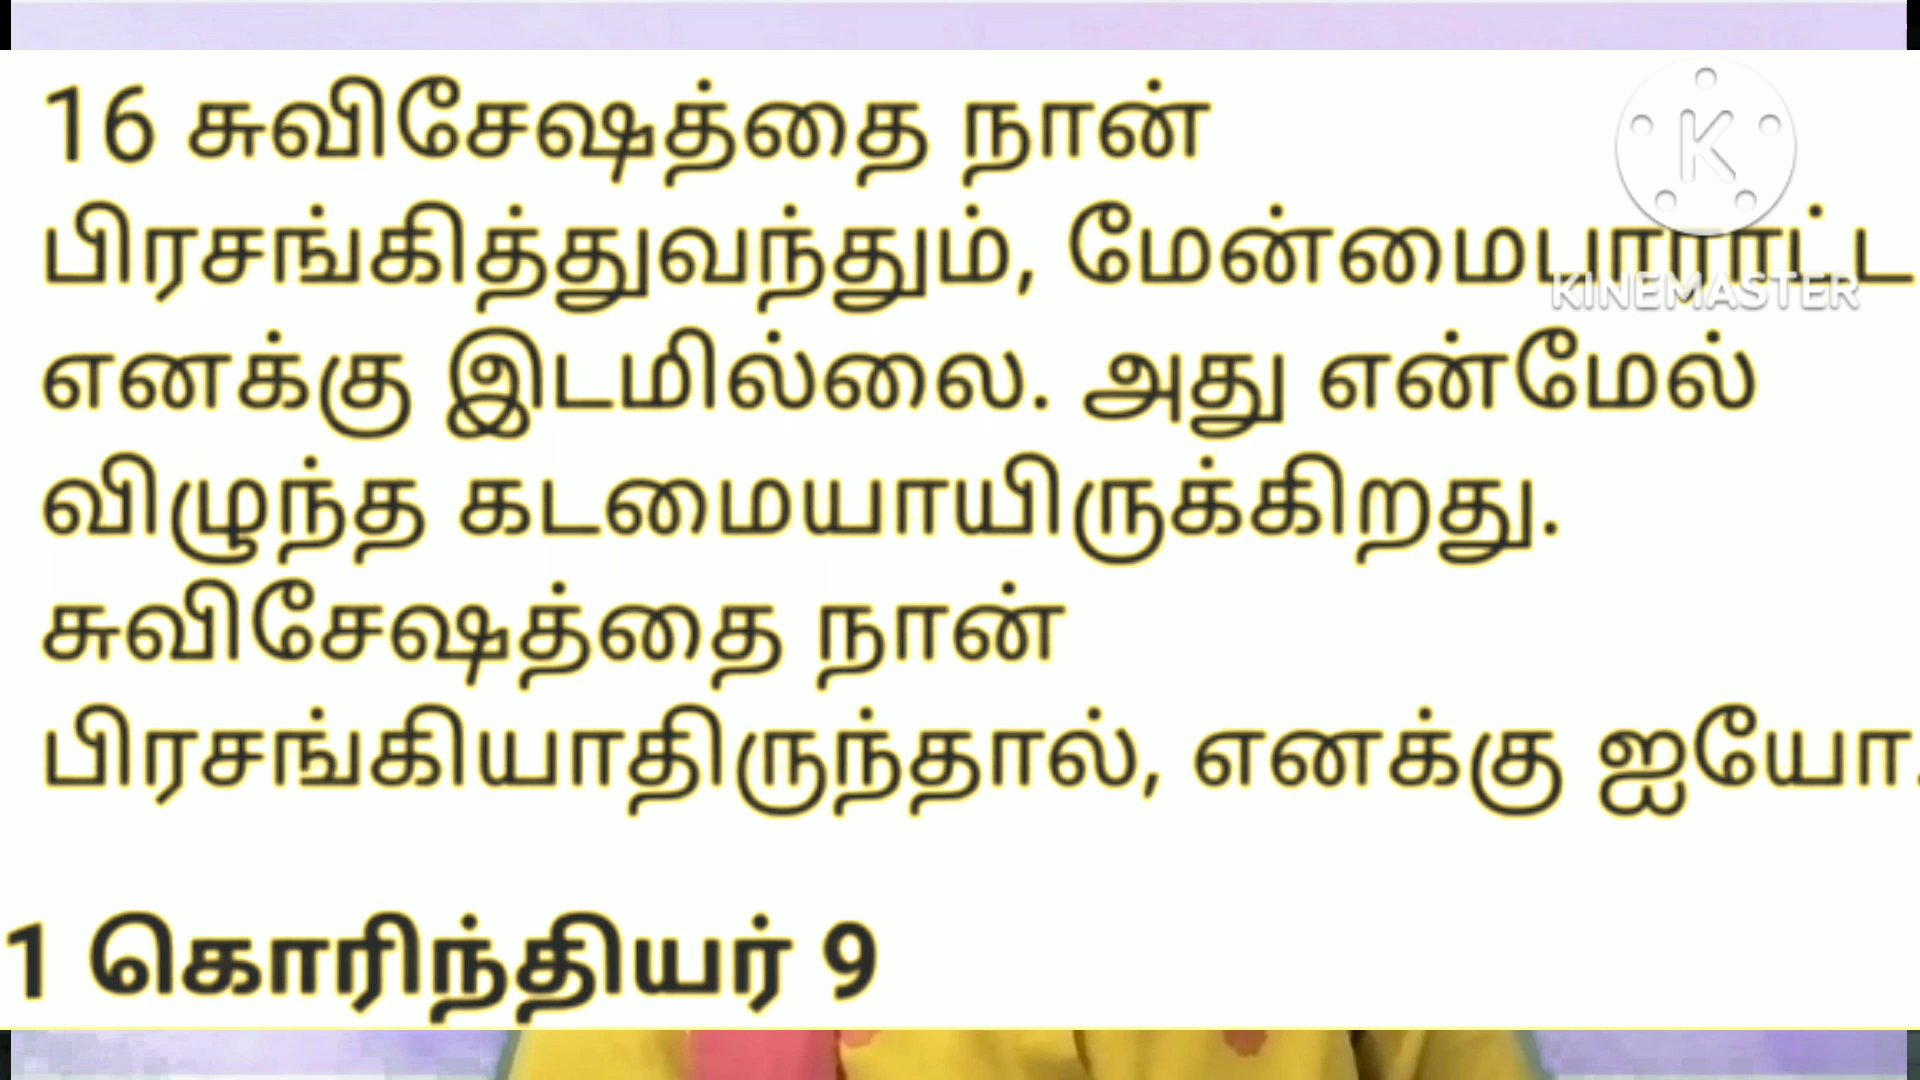 16 சுவிசேஷத்தை நான்
பிரசங்கித்துவந்தும், மேன்மைபாராட்ட
எனக்கு இடமில்லை. அது என்மேல்
விழுந்த கடமையாயிருக்கிறது.
சுவிசேஷத்தை நான்
பிரசங்கியாதிருந்தால், எனக்கு ஐயோ.
1 கொரிந்தியர் 9
K
KINEMASTER